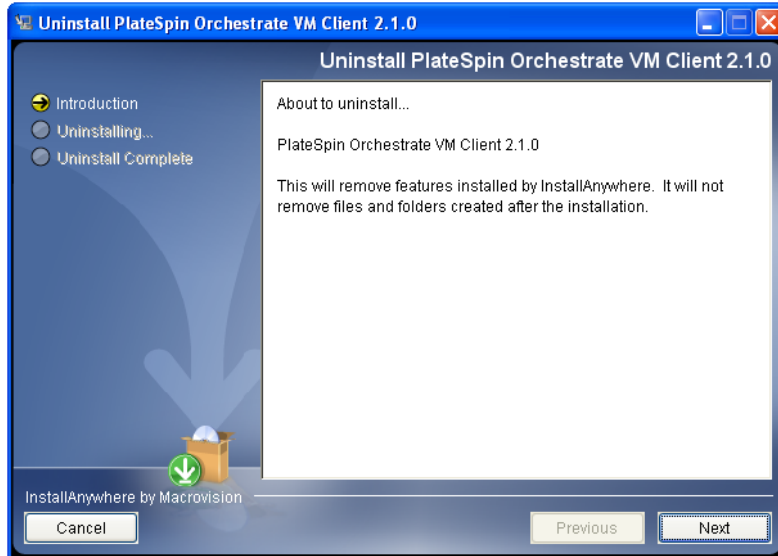 Uninstall PlateSpin Orchestrate VM Client 2.1.0
Uninstall PlateSpin Orchestrate VM Client 2.1.0
Introduction
Uninstalling...
Uninstall Complete
About to uninstall...
PlateSpin Orchestrate VM Client 2.1.0
This will remove features installed by InstallAnywhere.  It will not
remove files and folders created after the installation.
InstallAnywhere by Macrovision
Cancel
Previous
Next